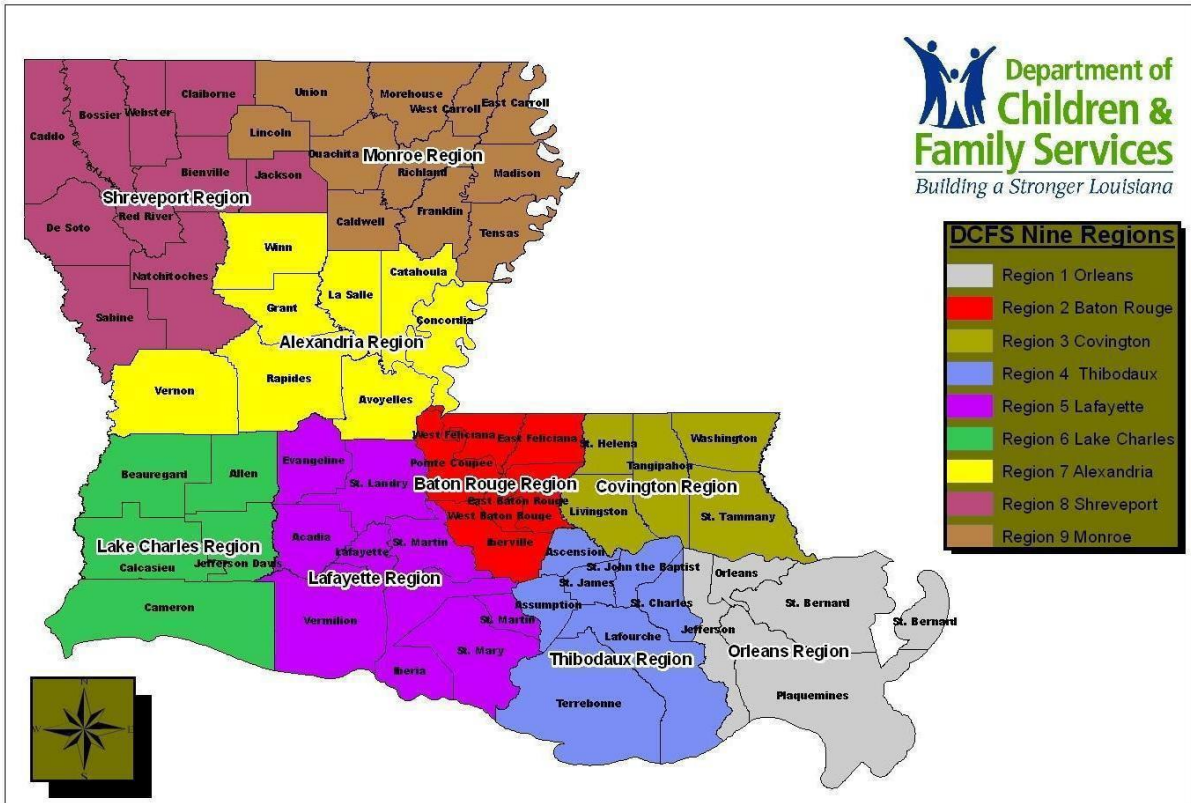 Department of
Children &
Family Services
Building a Stronger Louisiana
DCFS Nine Regions
Region 1 Orleans
Region 2 Baton Rouge
Region 3 Covington
Region 4 Thibodaux
Region 5 Lafayette
Region 6 Lake Charles
Region 7 Alexandria
Region 8 Shreveport
Region 9 Monroe
Shreveport Region
Caddo
Bossier
Webster
Claiborne
Bienville
Jackson
De Soto
Red River
Natchitoches
Sabine
Monroe Region
Union
Morehouse
West Carroll
East Carroll
Lincoln
Ouachita
Richland
Madison
Caldwell
Franklin
Tensas
Alexandria Region
Winn
Grant
La Salle
Catahoula
Concordia
Vernon
Rapides
Avoyelles
Lake Charles Region
Beauregard
Allen
Calcasieu
Jefferson Davis
Cameron
Lafayette Region
Evangeline
St. Landry
Acadia
Lafayette
St. Martin
Vermilion
St. Martin
St. Mary
Iberia
Baton Rouge Region
West Feliciana
East Feliciana
Pointe Coupee
East Baton Rouge
West Baton Rouge
Iberville
Covington Region
St. Helena
Washington
Tangipahoa
Livingston
St. Tammany
Thibodaux Region
Ascension
St. John the Baptist
St. James
Assumption
St. Charles
Lafourche
Terrebonne
Orleans Region
Orleans
St. Bernard
St. Bernard
Jefferson
Plaquemines
N
W
E
S